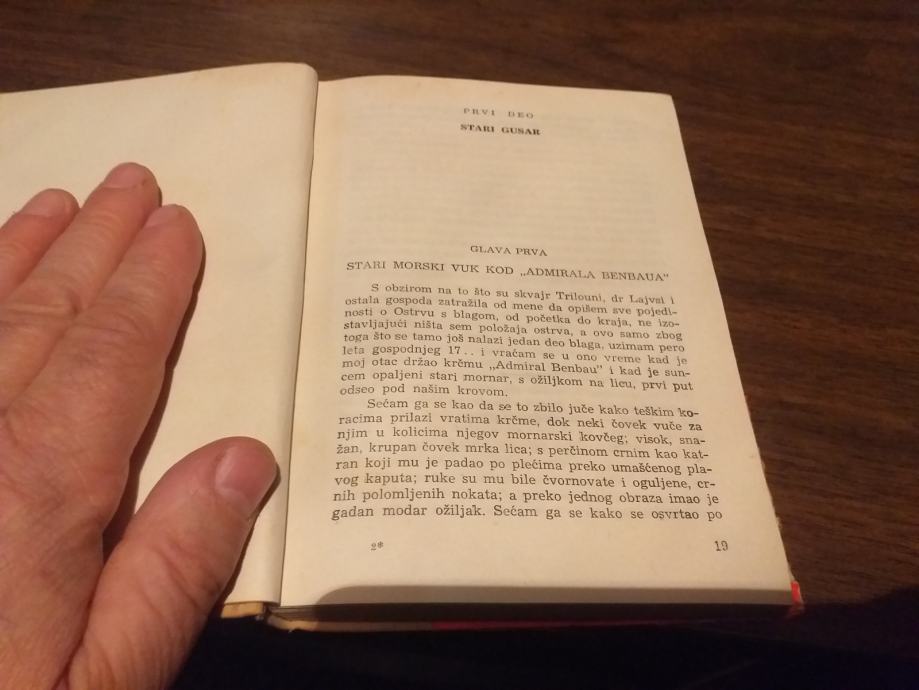 PRVI DEO
STARI GUSAR
GLAVA PRVA
STARI MORSKI VUK KOD „ADMIRALA BENBAUA”
S obzirom na to što su skvajr Trilouni, dr Lajvsi i
ostala gospoda zatražila od mene da opišem sve pojedi-
nosti o Ostrvu s blagom, od početka do kraja, ne izo-
stavljajući ništa sem položaja ostrva, a ovo samo zbog
toga što se tamo još nalazi jedan deo blaga, uzimam pero
leta gospodnjeg 17.. i vraćam se u ono vreme kad je
moj otac držao krčmu „Admiral Benbau” i kad je sun-
cem opaljeni stari mornar, s ožiljkom na licu, prvi put
odseo pod našim krovom.
Sećam ga se kao da se to zbilo juče kako teškim ko-
racima prilazi vratima krčme, dok neki čovek vuče za
njim u kolicima njegov mornarski kovčeg; visok, sna-
žan, krupan čovek mrka lica; s perčinom crnim kao kat-
ran koji mu je padao po plećima preko umašćenog pla-
vog kaputa; ruke su mu bile čvornovate i oguljene, cr-
nih polomljenih nokata; a preko jednog obraza imao je
gadan modar ožiljak. Sećam ga se kako se osvrtao po
2*
19